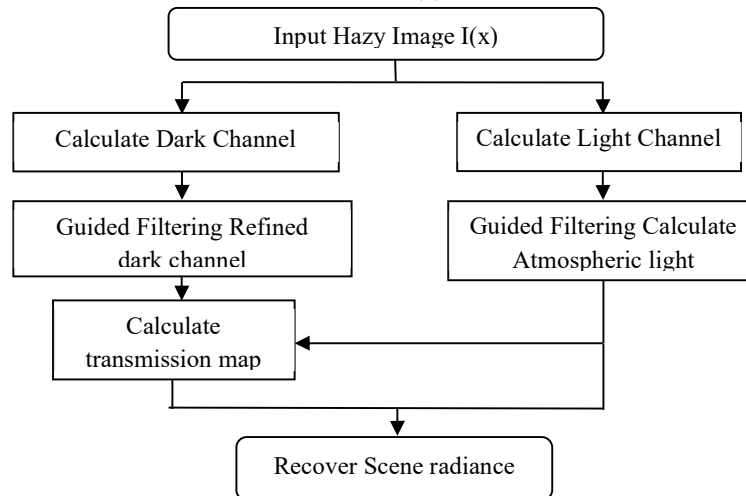 Input Hazy Image I(x)
Calculate Dark Channel
Calculate Light Channel
Guided Filtering Refined
dark channel
Guided Filtering Calculate
Atmospheric light
Calculate
transmission map
Recover Scene radiance